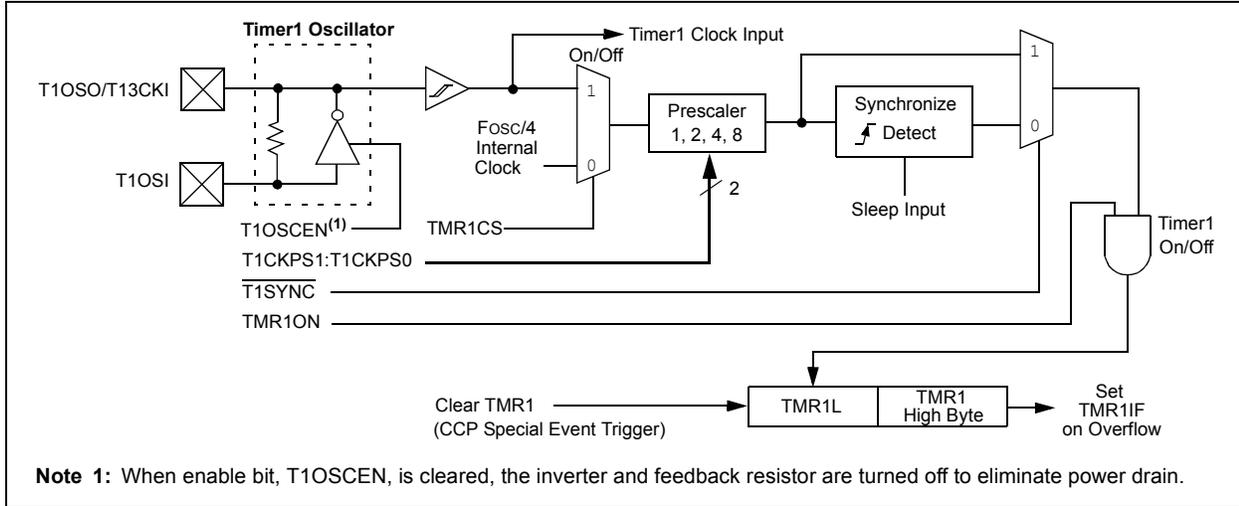 Timer1 Oscillator
Timer1 Clock Input
On/Off
T1OSO/T13CKI
1
1
FOSC/4
Internal
Clock
0
Prescaler
1, 2, 4, 8
Synchronize
Detect
0
T1OSI
2
Sleep Input
T1OSCEN(1)
TMR1CS
Timer1
On/Off
T1CKPS1:T1CKPS0
T1SYNC
TMR1ON
Clear TMR1
(CCP Special Event Trigger)
TMR1L
TMR1
High Byte
Set
TMR1IF
on Overflow
Note 1: When enable bit, T1OSCEN, is cleared, the inverter and feedback resistor are turned off to eliminate power drain.